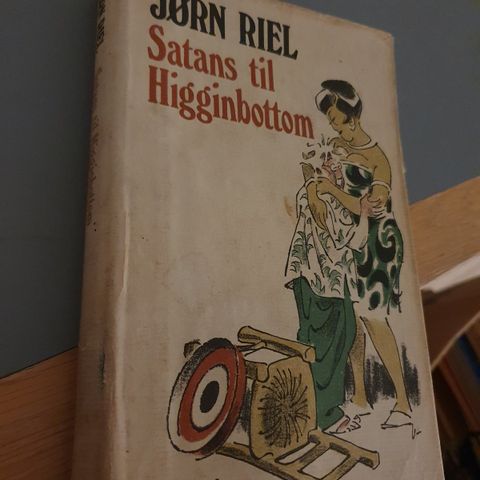 JØRN RIEL
Satans til
Higginbottom